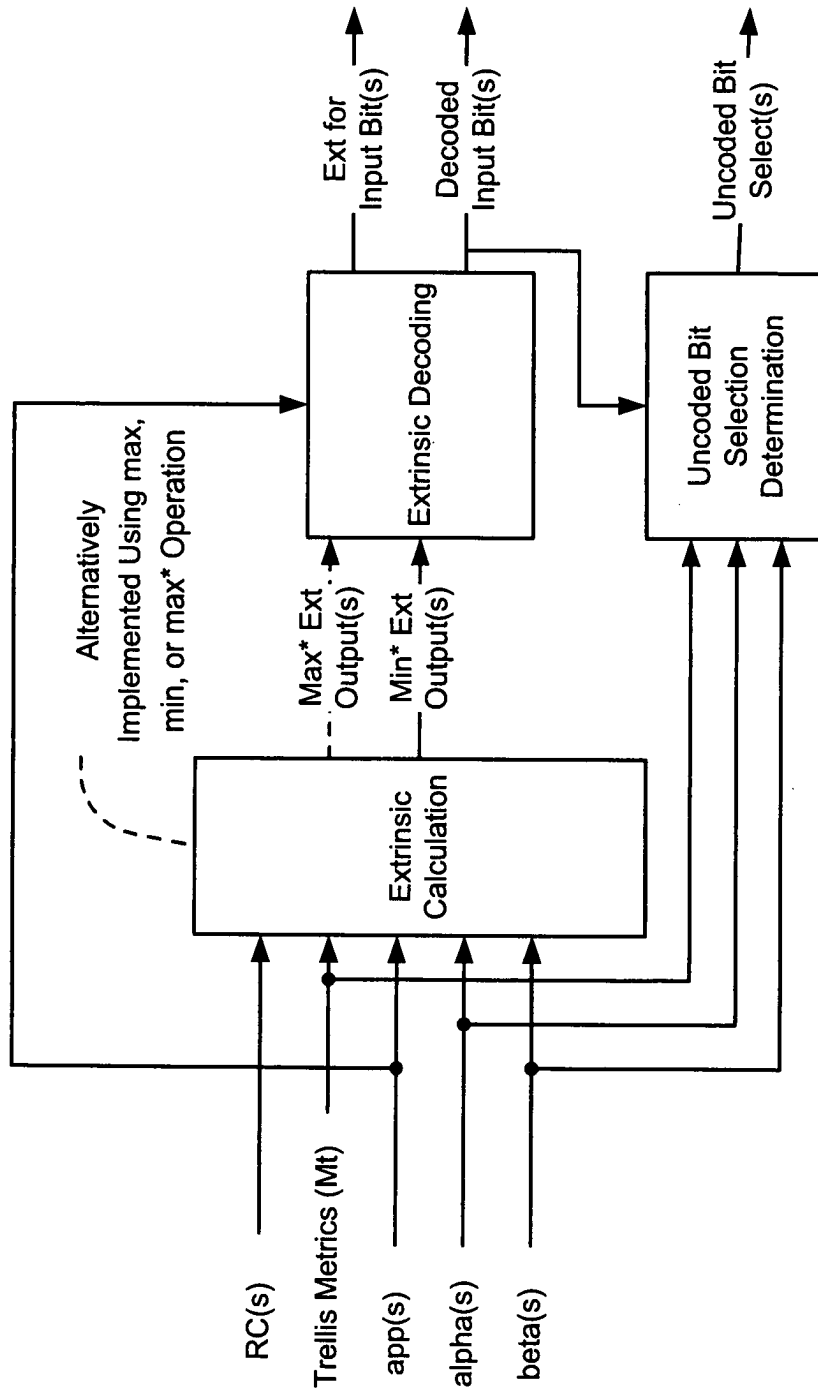 RC(s)
Trellis Metrics (Mt)
app(s)
alpha(s)
beta(s)
Extrinsic
Calculation
Alternatively
Implemented Using max,
min, or max* Operation
Max* Ext
Output(s)
Min* Ext
Output(s)
Extrinsic Decoding
Ext for
Input Bit(s)
Decoded
Input Bit(s)
Uncoded Bit
Selection
Determination
Uncoded Bit
Select(s)